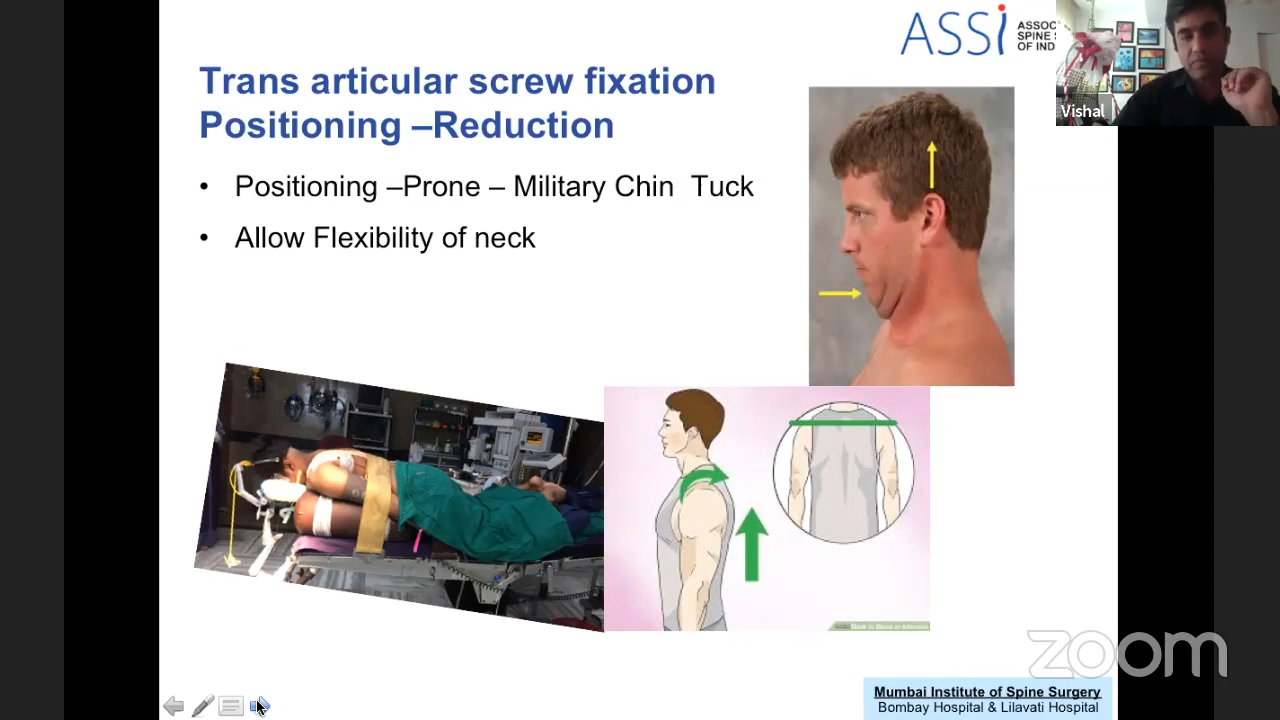 ASSi
ASSOC
SPINE S
OF IND
Vishal
Trans articular screw fixation
Positioning –Reduction
• Positioning –Prone – Military Chin Tuck
• Allow Flexibility of neck
zoom
Mumbai Institute of Spine Surgery
Bombay Hospital & Lilavati Hospital